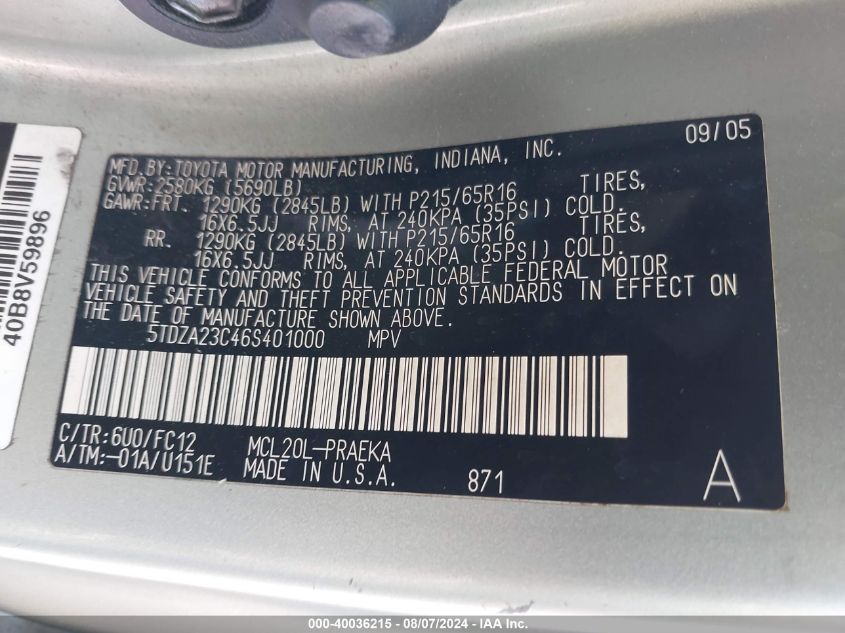 09/05
MFD.BY:TOYOTA MOTOR MANUFACTURING, INDIANA, INC.
GVWR:2580KG (5690LB)
GAWR:FRT. 1290KG (2845LB) WITH P215/65R16 TIRES,
16X6.5JJ RIMS, AT 240KPA (35PSI) COLD.
RR. 1290KG (2845LB) WITH P215/65R16 TIRES,
16X6.5JJ RIMS, AT 240KPA (35PSI) COLD.
THIS VEHICLE CONFORMS TO ALL APPLICABLE FEDERAL MOTOR
VEHICLE SAFETY AND THEFT PREVENTION STANDARDS IN EFFECT ON
THE DATE OF MANUFACTURE SHOWN ABOVE.
5TDZA23C46S401000 MPV
C/TR:6U0/FC12 MCL20L-PRAEKA
A/TM:-01A/U151E MADE IN U.S.A. 871 A
40B8V59896
000-40036215 - 08/07/2024 - IAA Inc.